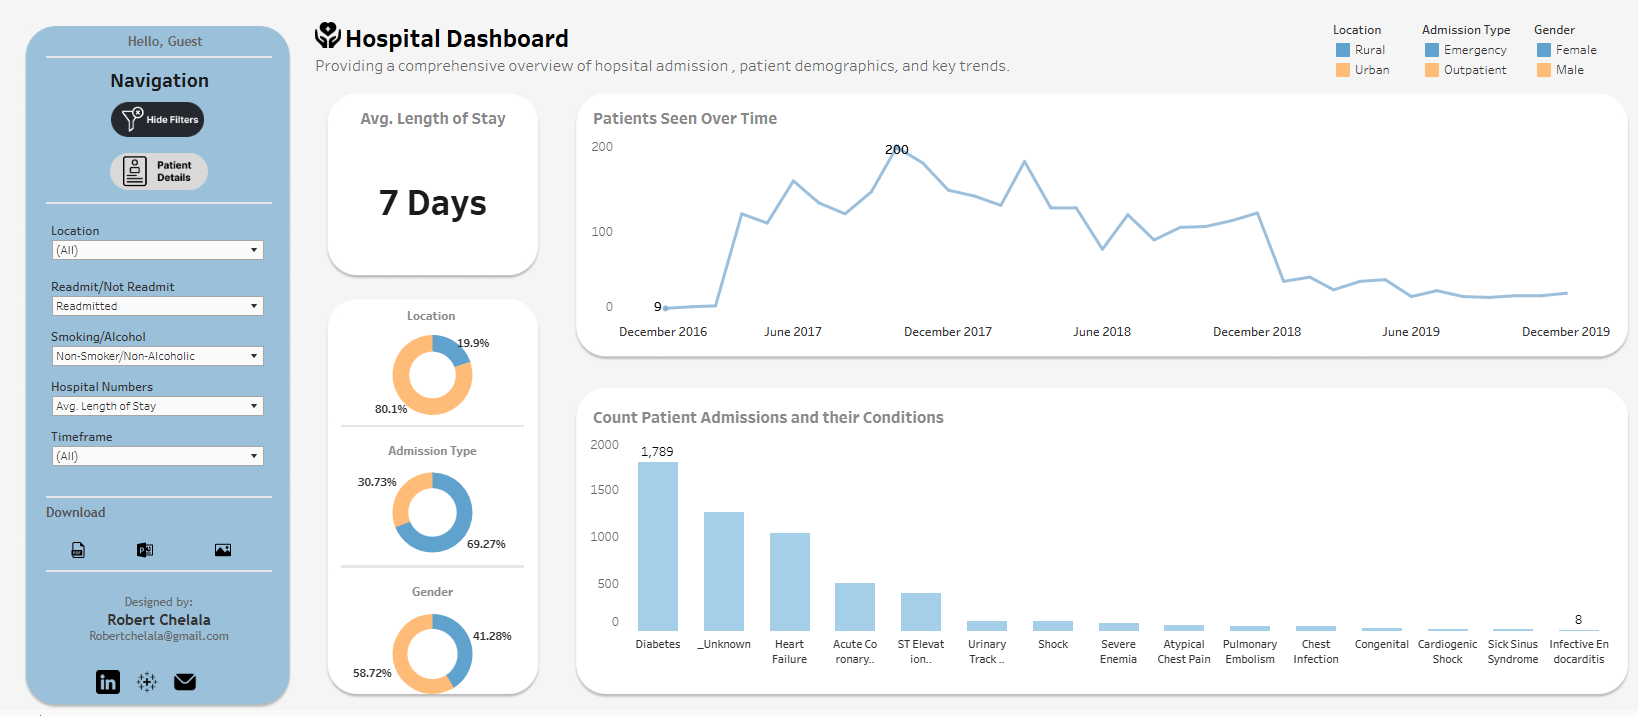 Hello, Guest
Navigation
Hide Filters
Patient
Details
Location
(All)
Readmit/Not Readmit
Readmitted
Smoking/Alcohol
Non-Smoker/Non-Alcoholic
Hospital Numbers
Avg. Length of Stay
Timeframe
(All)
Download
Designed by:
Robert Chelala
Robertchelala@gmail.com
Hospital Dashboard
Providing a comprehensive overview of hopsital admission , patient demographics, and key trends.
Location
Rural
Urban
Admission Type
Emergency
Outpatient
Gender
Female
Male
Avg. Length of Stay
7 Days
Location
19.9%
80.1%
Admission Type
30.73%
69.27%
Gender
41.28%
58.72%
Patients Seen Over Time
200
100
0
200
9
December 2016
June 2017
December 2017
June 2018
December 2018
June 2019
December 2019
Count Patient Admissions and their Conditions
2000
1500
1000
500
0
1,789
8
Diabetes
_Unknown
Heart
Failure
Acute Co
ronary..
ST Elevat
ion..
Urinary
Track ..
Shock
Severe
Enemia
Atypical
Chest Pain
Pulmonary
Embolism
Chest
Infection
Congenital
Cardiogenic
Shock
Sick Sinus
Syndrome
Infective En
docarditis